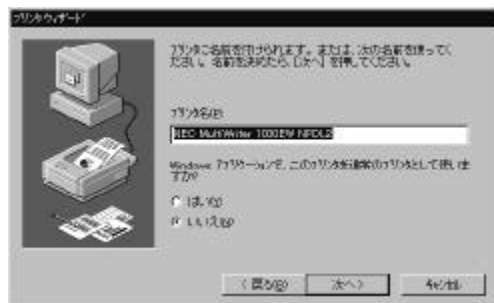 プリンタウィザード
プリンタに名前を付けられます。または、次の名前を使ってく
ださい。名前を決めたら、[次へ] を押してください。
プリンタ名(P):
NEC MultiWriter 1000EW NPDL2
Windows アプリケーションで、このプリンタを通常のプリンタとして使いま
すか?
はい(Y)
いいえ(N)
< 戻る(B)
次へ >
キャンセル